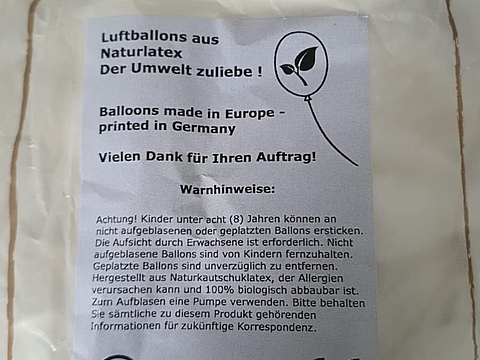 Luftballons aus
Naturlatex
Der Umwelt zuliebe !
Balloons made in Europe -
printed in Germany
Vielen Dank für Ihren Auftrag!
Warnhinweise:
Achtung! Kinder unter acht (8) Jahren können an
nicht aufgeblasenen oder geplatzten Ballons ersticken.
Die Aufsicht durch Erwachsene ist erforderlich. Nicht
aufgeblasene Ballons sind von Kindern fernzuhalten.
Geplatzte Ballons sind unverzüglich zu entfernen.
Hergestellt aus Naturkautschuklatex, der Allergien
verursachen kann und 100% biologisch abbaubar ist.
Zum Aufblasen eine Pumpe verwenden. Bitte behalten
Sie sämtliche zu diesem Produkt gehörenden
Informationen für zukünftige Korrespondenz.